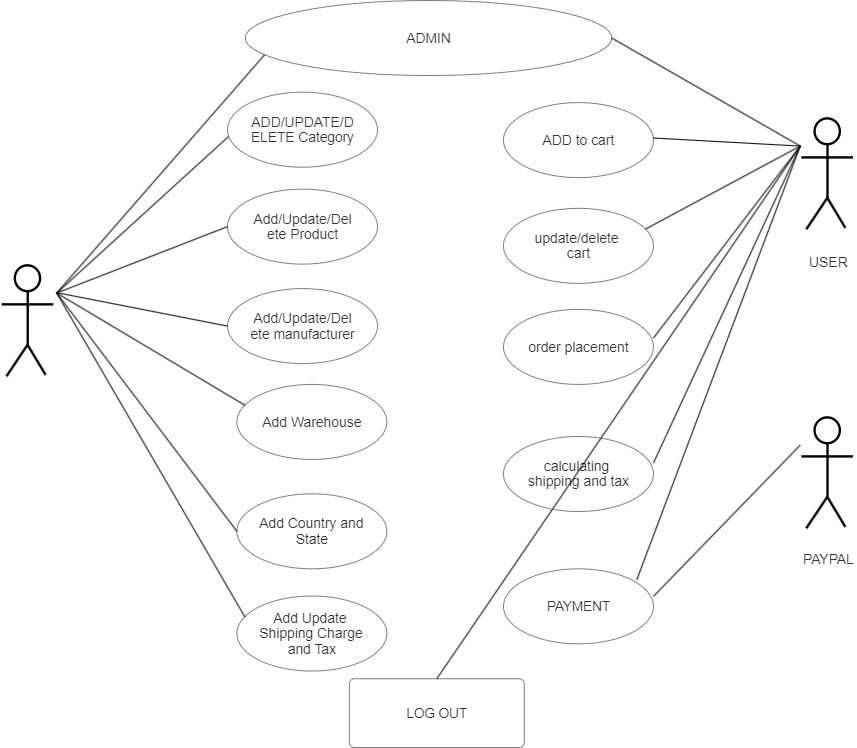 ADMIN
ADD/UPDATE/D
ELETE Category
ADD to cart
Add/Update/Del
ete Product
update/delete
cart
USER
Add/Update/Del
ete manufacturer
order placement
Add Warehouse
calculating
shipping and tax
Add Country and
State
PAYPAL
PAYMENT
Add Update
Shipping Charge
and Tax
LOG OUT